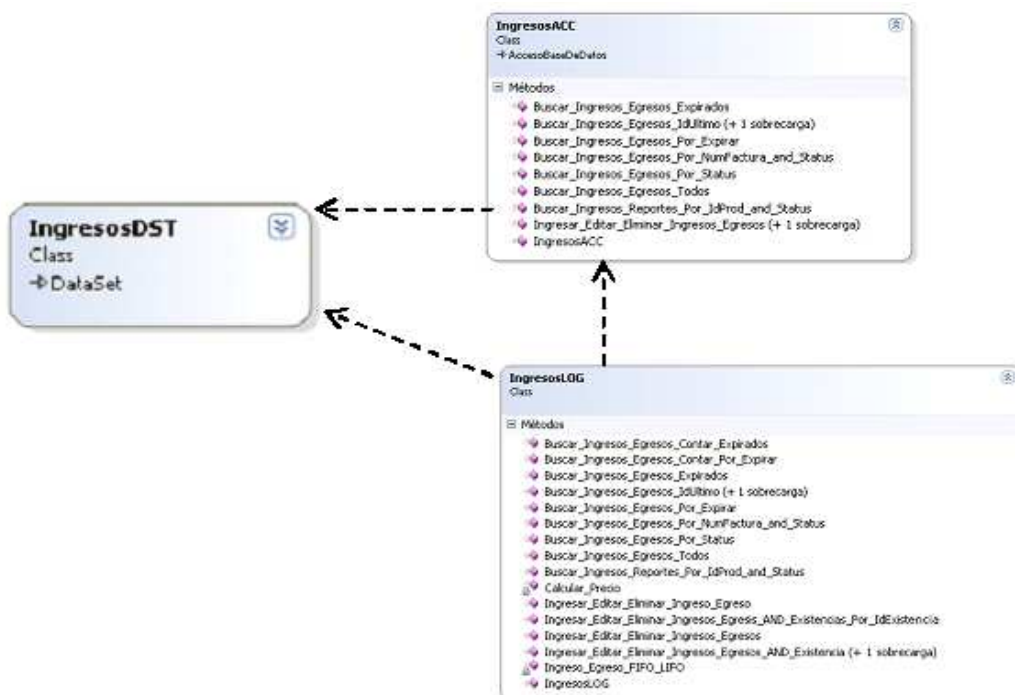 IngresosACC
Class
AccesoBaseDeDatos
Métodos
Buscar_Ingresos_Egresos_Expirados
Buscar_Ingresos_Egresos_IdUltimo (+ 1 sobrecarga)
Buscar_Ingresos_Egresos_Por_Expirar
Buscar_Ingresos_Egresos_Por_NumFactura_and_Status
Buscar_Ingresos_Egresos_Por_Status
Buscar_Ingresos_Egresos_Todos
Buscar_Ingresos_Reportes_Por_IdProd_and_Status
Ingresar_Editar_Eliminar_Ingresos_Egresos (+ 1 sobrecarga)
IngresosACC
IngresosDST
Class
DataSet
IngresosLOG
Class
Métodos
Buscar_Ingresos_Egresos_Contar_Expirados
Buscar_Ingresos_Egresos_Contar_Por_Expirar
Buscar_Ingresos_Egresos_Expirados
Buscar_Ingresos_Egresos_IdUltimo (+ 1 sobrecarga)
Buscar_Ingresos_Egresos_Por_Expirar
Buscar_Ingresos_Egresos_Por_NumFactura_and_Status
Buscar_Ingresos_Egresos_Por_Status
Buscar_Ingresos_Egresos_Todos
Buscar_Ingresos_Reportes_Por_IdProd_and_Status
Calcular_Precio
Ingresar_Editar_Eliminar_Ingreso_Egreso
Ingresar_Editar_Eliminar_Ingresos_Egresis_AND_Existencias_Por_IdExistencia
Ingresar_Editar_Eliminar_Ingresos_Egresos
Ingresar_Editar_Eliminar_Ingresos_Egresos_AND_Existencia (+ 1 sobrecarga)
Ingreso_Egreso_FIFO_LIFO
IngresosLOG